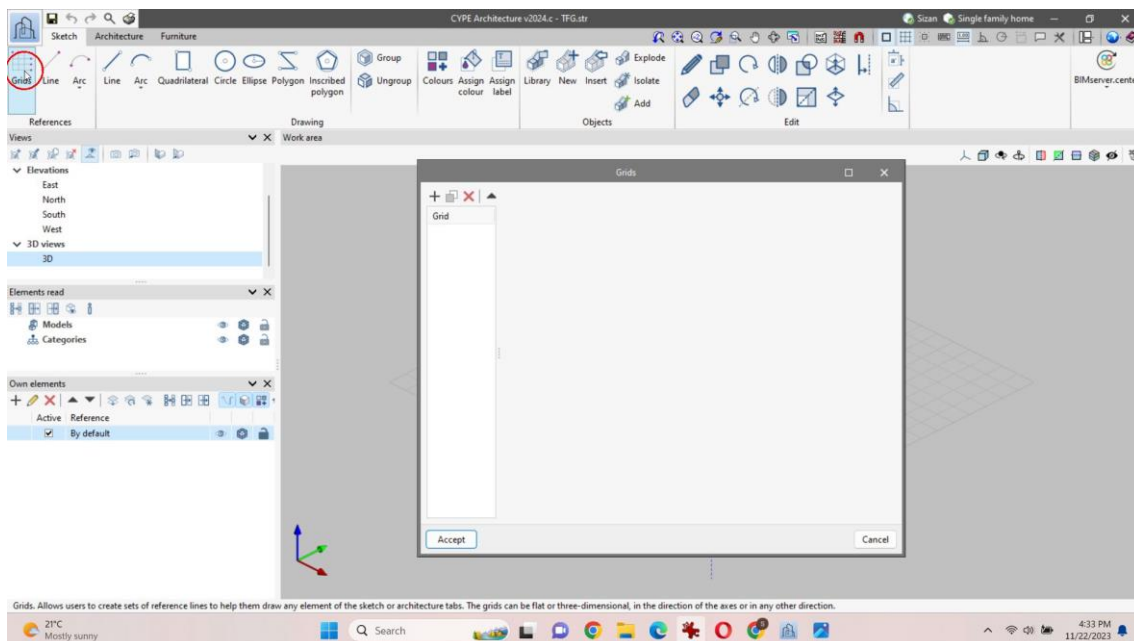 CYPE Architecture v2024.c - TFG.str
Sizan Single family home
Sketch Architecture Furniture
Grids Line Arc Line Arc Quadrilateral Circle Ellipse Polygon Inscribed polygon
Group
Ungroup
Colours Assign colour Assign label
Library New Insert
Explode
Isolate
Add
BIMserver.cente
References Drawing Objects Edit
Views
Work area
Elevations
East
North
South
West
3D views
3D
Elements read
Models
Categories
Own elements
Active Reference
By default
Grids
Grid
Accept Cancel
Grids. Allows users to create sets of reference lines to help them draw any element of the sketch or architecture tabs. The grids can be flat or three-dimensional, in the direction of the axes or in any other direction.
21°C
Mostly sunny
Search
4:33 PM
11/22/2023